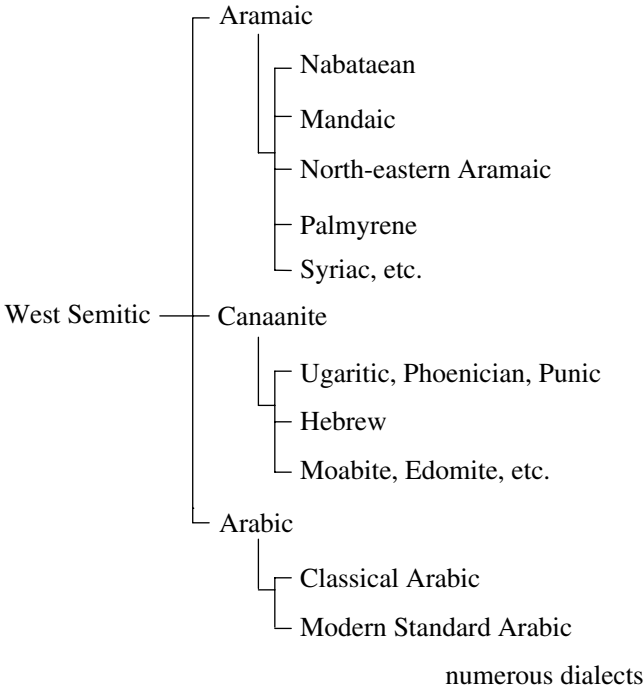 Aramaic
Nabataean
Mandaic
North-eastern Aramaic
Palmyrene
Syriac, etc.
West Semitic
Canaanite
Ugaritic, Phoenician, Punic
Hebrew
Moabite, Edomite, etc.
Arabic
Classical Arabic
Modern Standard Arabic
numerous dialects